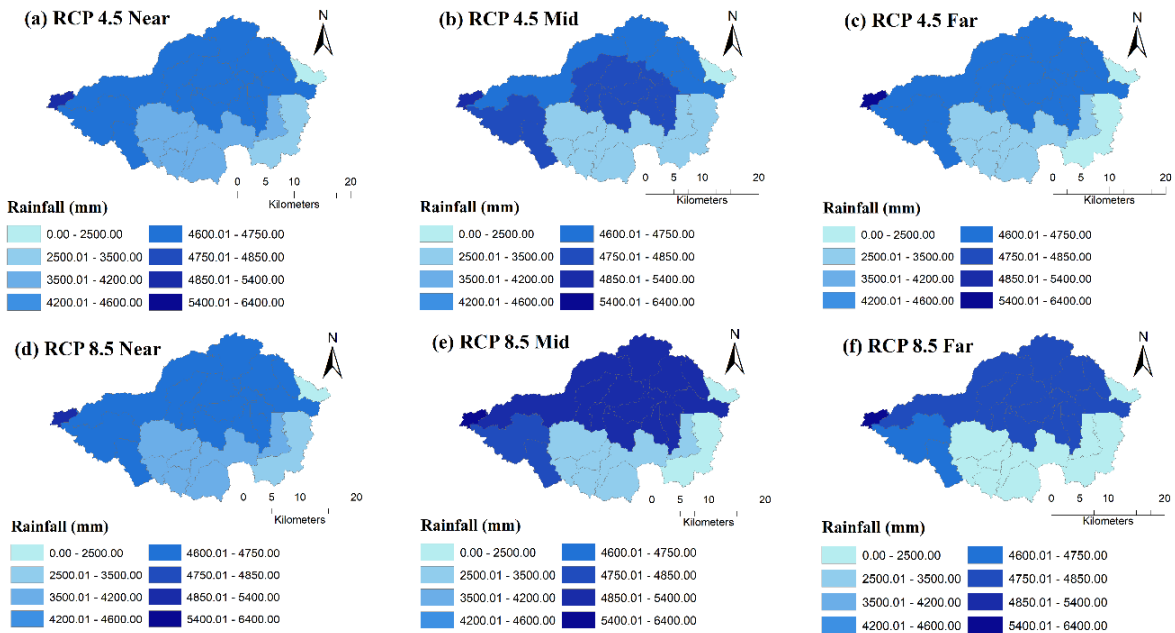 (a) RCP 4.5 Near
N
0 5 10 20
Kilometers
Rainfall (mm)
0.00 - 2500.00 4600.01 - 4750.00
2500.01 - 3500.00 4750.01 - 4850.00
3500.01 - 4200.00 4850.01 - 5400.00
4200.01 - 4600.00 5400.01 - 6400.00
(b) RCP 4.5 Mid
N
0 5 10 20
Kilometers
Rainfall (mm)
0.00 - 2500.00 4600.01 - 4750.00
2500.01 - 3500.00 4750.01 - 4850.00
3500.01 - 4200.00 4850.01 - 5400.00
4200.01 - 4600.00 5400.01 - 6400.00
(c) RCP 4.5 Far
N
0 5 10 20
Kilometers
Rainfall (mm)
0.00 - 2500.00 4600.01 - 4750.00
2500.01 - 3500.00 4750.01 - 4850.00
3500.01 - 4200.00 4850.01 - 5400.00
4200.01 - 4600.00 5400.01 - 6400.00
(d) RCP 8.5 Near
N
0 5 10 20
Kilometers
Rainfall (mm)
0.00 - 2500.00 4600.01 - 4750.00
2500.01 - 3500.00 4750.01 - 4850.00
3500.01 - 4200.00 4850.01 - 5400.00
4200.01 - 4600.00 5400.01 - 6400.00
(e) RCP 8.5 Mid
N
0 5 10 20
Kilometers
Rainfall (mm)
0.00 - 2500.00 4600.01 - 4750.00
2500.01 - 3500.00 4750.01 - 4850.00
3500.01 - 4200.00 4850.01 - 5400.00
4200.01 - 4600.00 5400.01 - 6400.00
(f) RCP 8.5 Far
N
0 5 10 20
Kilometers
Rainfall (mm)
0.00 - 2500.00 4600.01 - 4750.00
2500.01 - 3500.00 4750.01 - 4850.00
3500.01 - 4200.00 4850.01 - 5400.00
4200.01 - 4600.00 5400.01 - 6400.00